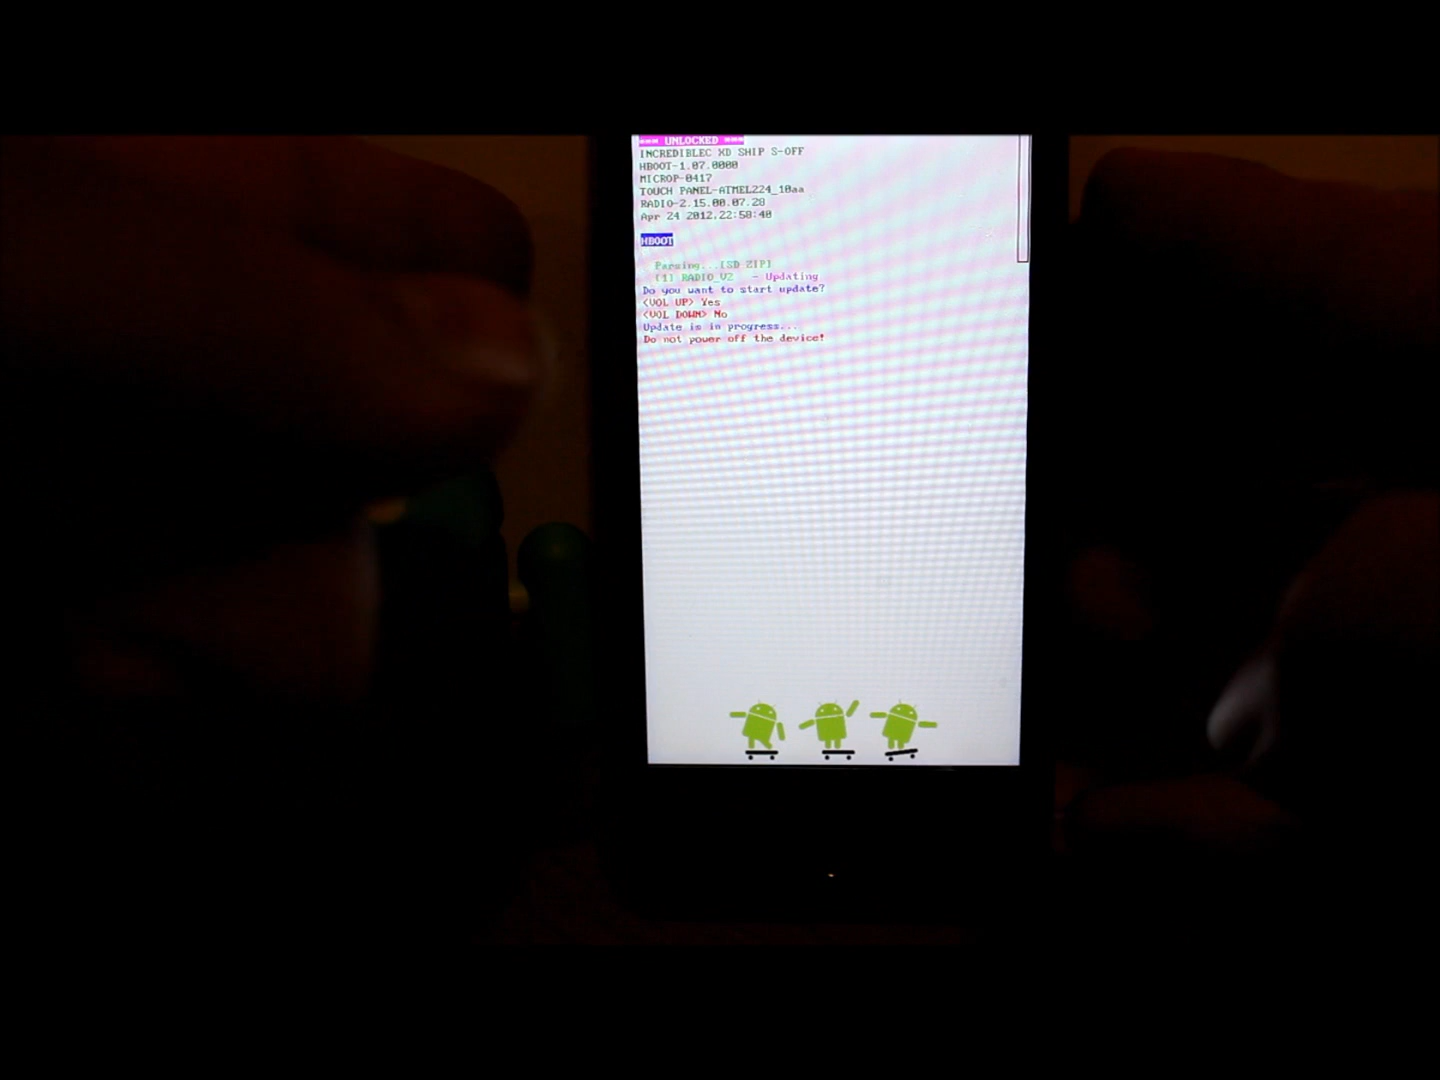 *** UNLOCKED ***
INCREDIBLEC XD SHIP S-OFF
HBOOT-1.07.0000
MICROP-0417
TOUCH PANEL-ATMEL224_10aa
RADIO-2.15.00.07.28
Apr 24 2012,22:58:40
HBOOT
Parsing...[SD ZIP]
[1] RADIO_V2 - Updating
Do you want to start update?
<VOL UP> Yes
<VOL DOWN> No
Update is in progress...
Do not power off the device!